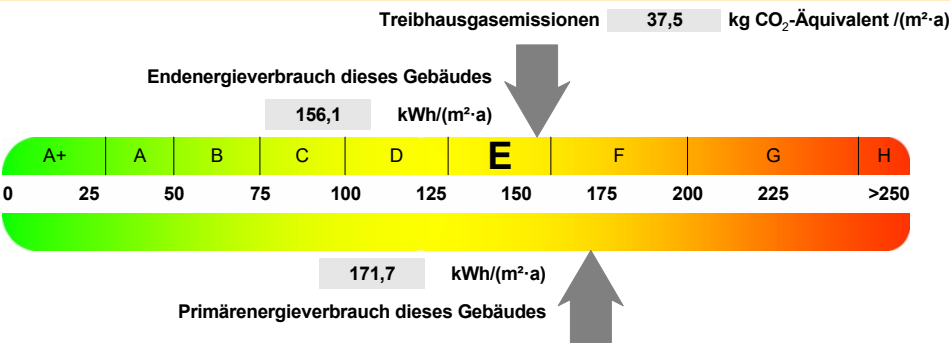 Treibhausgasemissionen 37,5 kg CO₂-Äquivalent /(m²·a)
Endenergieverbrauch dieses Gebäudes
156,1 kWh/(m²·a)
A+ A B C D E F G H
0 25 50 75 100 125 150 175 200 225 >250
171,7 kWh/(m²·a)
Primärenergieverbrauch dieses Gebäudes